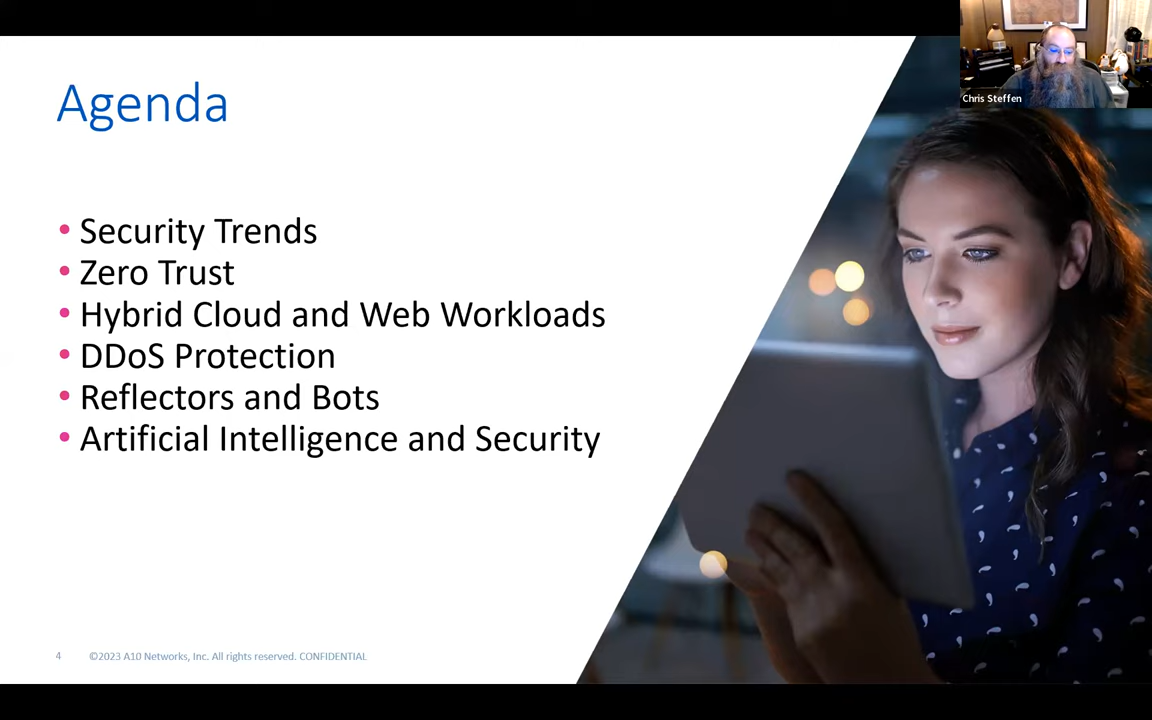 Agenda
• Security Trends
• Zero Trust
• Hybrid Cloud and Web Workloads
• DDoS Protection
• Reflectors and Bots
• Artificial Intelligence and Security
4 ©2023 A10 Networks, Inc. All rights reserved. CONFIDENTIAL
Chris Steffen